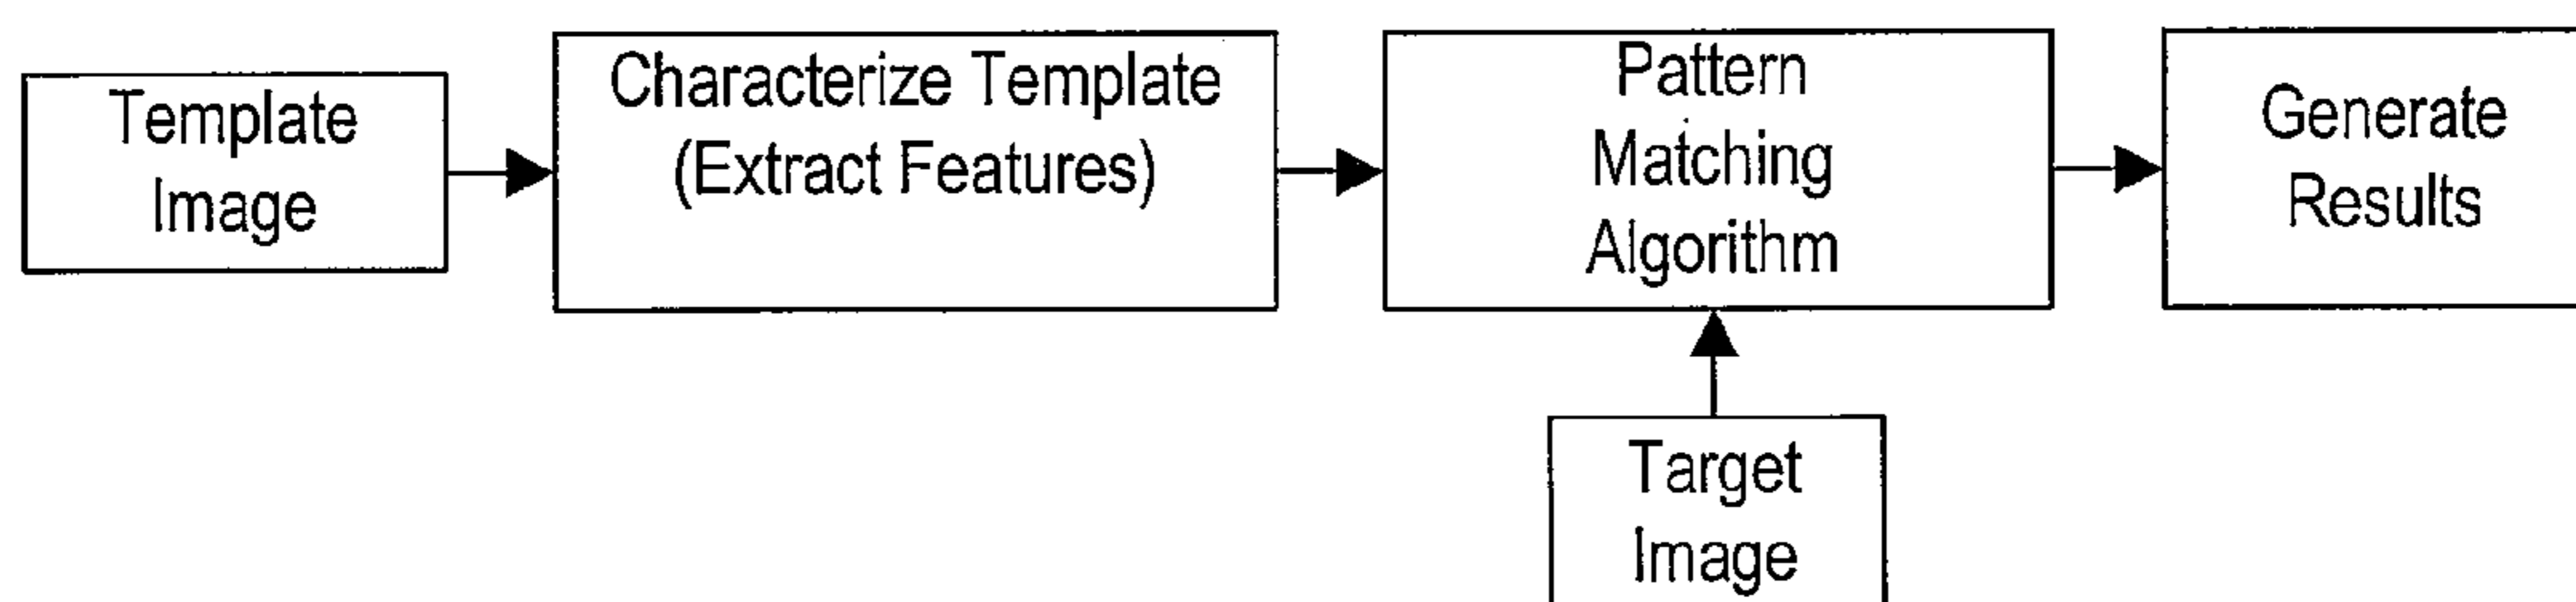 Template
Image
Characterize Template
(Extract Features)
Pattern
Matching
Algorithm
Generate
Results
Target
Image